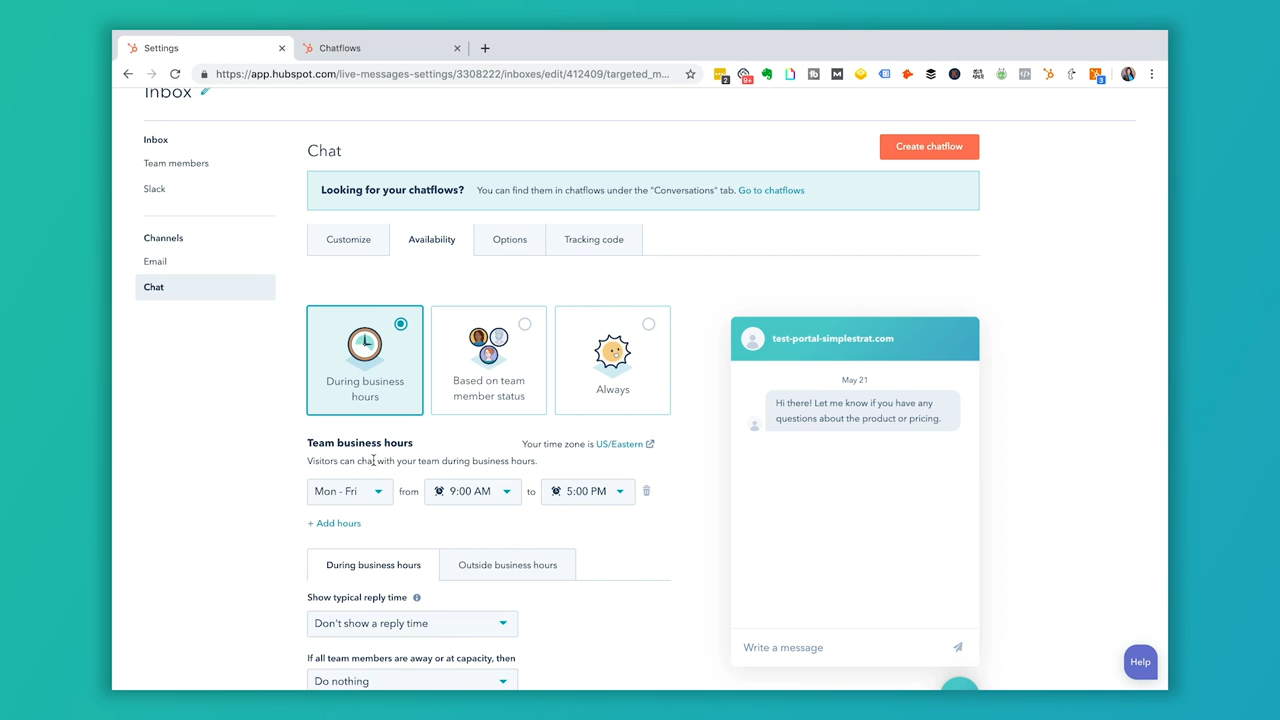 Settings
Chatflows
https://app.hubspot.com/live-messages-settings/3308222/inboxes/edit/412409/targeted_m...
2
9+
3
Inbox
Inbox
Team members
Slack
Channels
Email
Chat
Chat
Create chatflow
Looking for your chatflows? You can find them in chatflows under the "Conversations" tab. Go to chatflows
Customize
Availability
Options
Tracking code
During business
hours
Based on team
member status
Always
Team business hours
Your time zone is US/Eastern
Visitors can chat with your team during business hours.
Mon - Fri from 9:00 AM to 5:00 PM
+ Add hours
During business hours
Outside business hours
Show typical reply time
Don't show a reply time
If all team members are away or at capacity, then
Do nothing
test-portal-simplestrat.com
May 21
Hi there! Let me know if you have any
questions about the product or pricing.
Write a message
Help